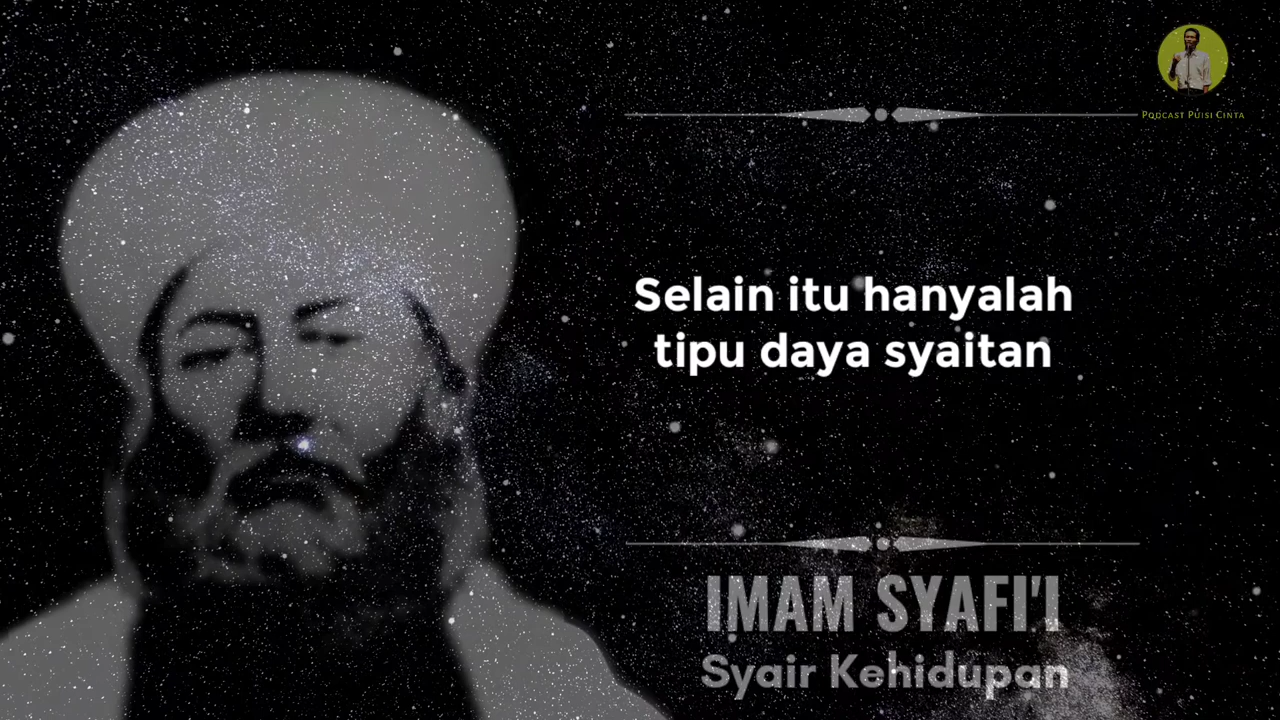 PODCAST PUISI CINTA
Selain itu hanyalah
tipu daya syaitan
IMAM SYAFI'I
Syair Kehidupan